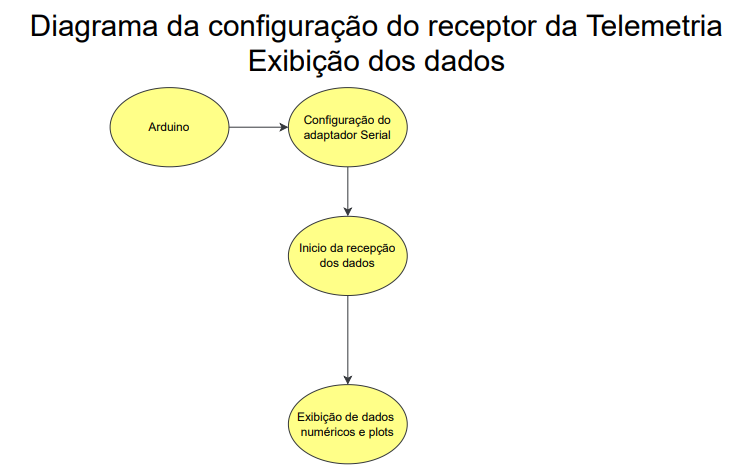 Diagrama da configuração do receptor da Telemetria
Exibição dos dados
Arduino
Configuração do
adaptador Serial
Inicio da recepção
dos dados
Exibição de dados
numéricos e plots